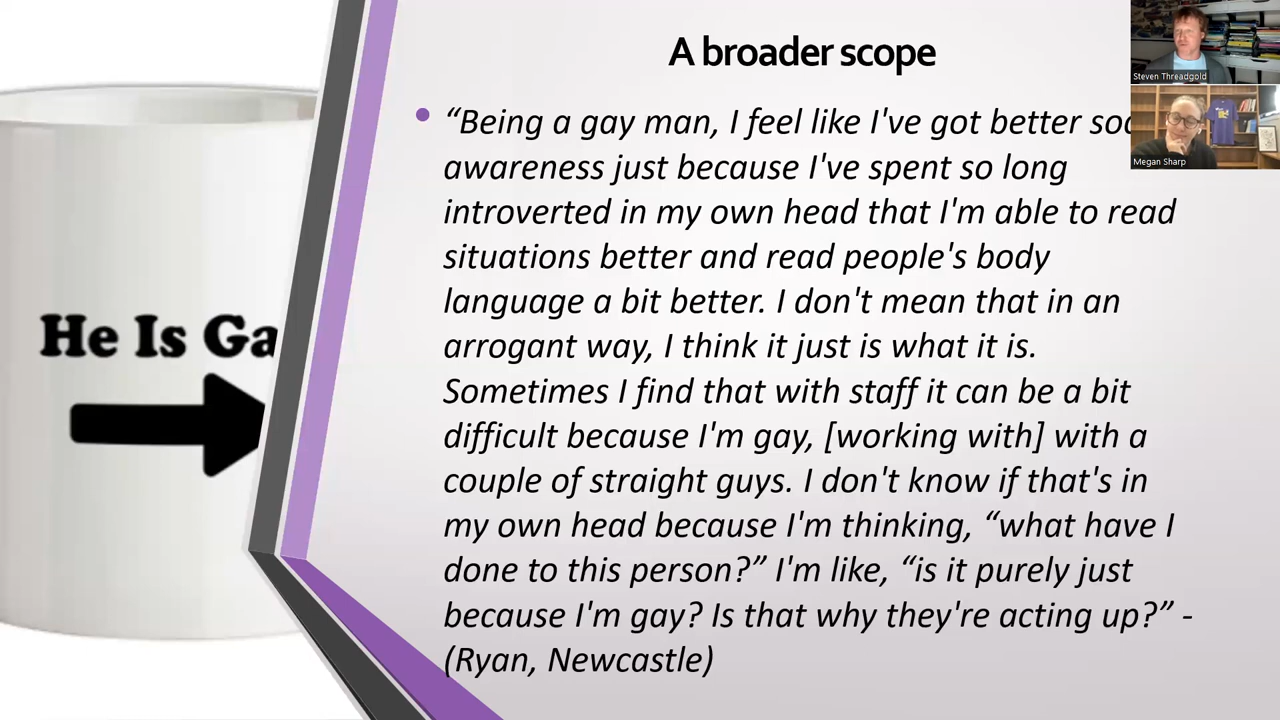 A broader scope
“Being a gay man, I feel like I've got better
awareness just because I've spent so long
introverted in my own head that I'm able to read
situations better and read people's body
language a bit better. I don't mean that in an
arrogant way, I think it just is what it is.
Sometimes I find that with staff it can be a bit
difficult because I'm gay, [working with] with a
couple of straight guys. I don't know if that's in
my own head because I'm thinking, “what have I
done to this person?” I'm like, “is it purely just
because I'm gay? Is that why they're acting up?” -
(Ryan, Newcastle)
He Is Ga
Steven Threadgold
Megan Sharp